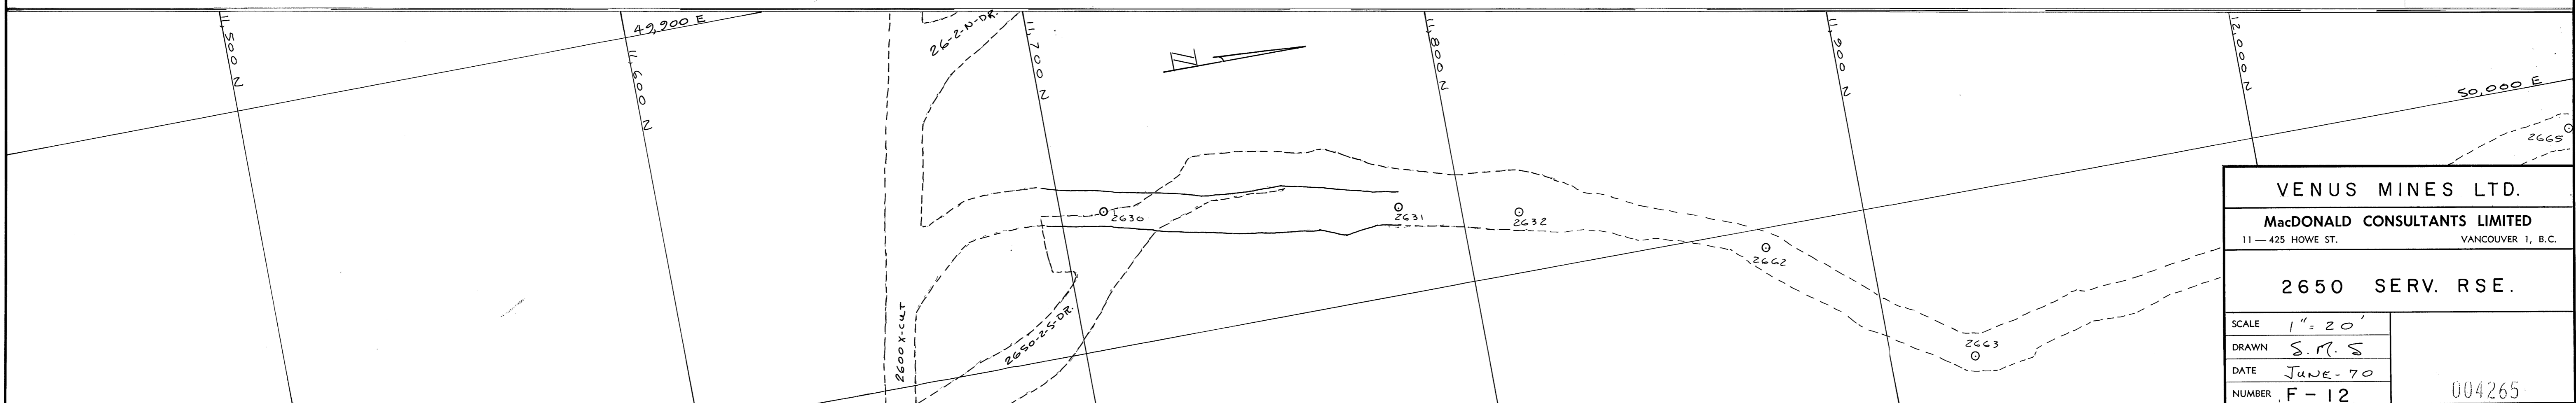 11,500 N
49,900 E
11,600 N
26-2-N-DR.
11,700 N
N
11,800 N
11,900 N
12,000 N
50,000 E
2665
2630
2631
2632
2662
2663
2600 X-CUT
2650-2-S-DR.
VENUS MINES LTD.
MacDONALD CONSULTANTS LIMITED
11 — 425 HOWE ST. VANCOUVER 1, B.C.
2650 SERV. RSE.
SCALE 1" = 20'
DRAWN S.M.S
DATE JUNE-70
NUMBER F-12
004265